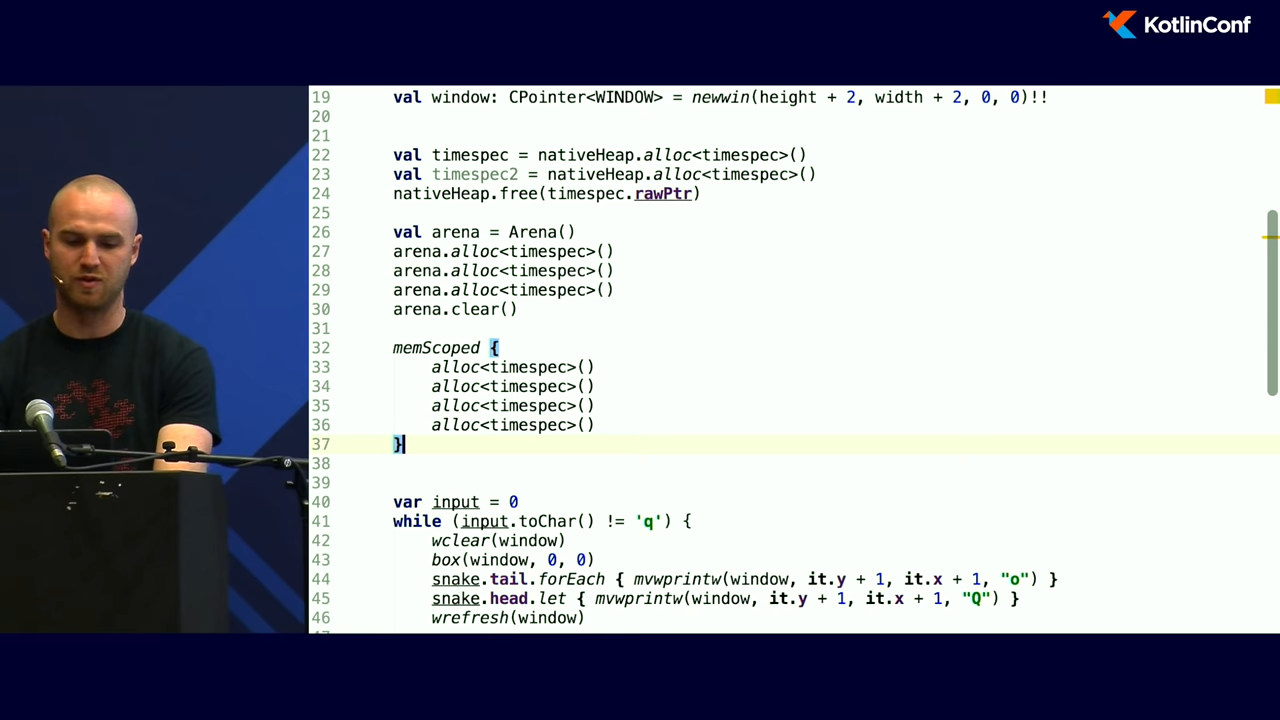 KotlinConf
19 val window: CPointer<WINDOW> = newwin(height + 2, width + 2, 0, 0)!!
20
21
22 val timespec = nativeHeap.alloc<timespec>()
23 val timespec2 = nativeHeap.alloc<timespec>()
24 nativeHeap.free(timespec.rawPtr)
25
26 val arena = Arena()
27 arena.alloc<timespec>()
28 arena.alloc<timespec>()
29 arena.alloc<timespec>()
30 arena.clear()
31
32 memScoped {
33 alloc<timespec>()
34 alloc<timespec>()
35 alloc<timespec>()
36 alloc<timespec>()
37 }
38
39
40 var input = 0
41 while (input.toChar() != 'q') {
42 wclear(window)
43 box(window, 0, 0)
44 snake.tail.forEach { mvwprintw(window, it.y + 1, it.x + 1, "o") }
45 snake.head.let { mvwprintw(window, it.y + 1, it.x + 1, "Q") }
46 wrefresh(window)